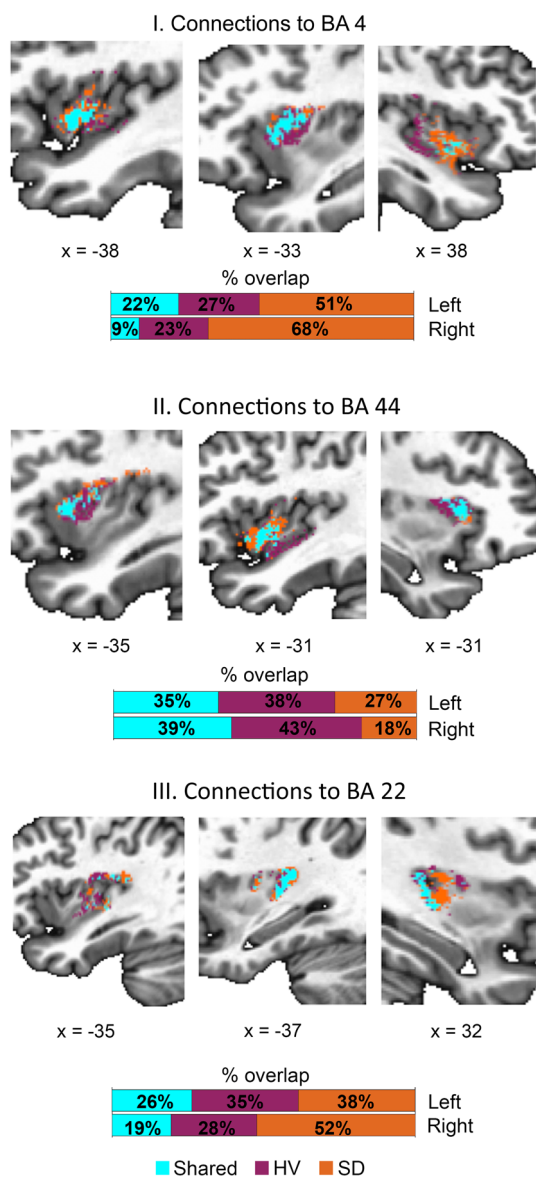 I. Connections to BA 4
x = -38 x = -33 x = 38
% overlap
22% 27% 51% Left
9% 23% 68% Right
II. Connections to BA 44
x = -35 x = -31 x = -31
% overlap
35% 38% 27% Left
39% 43% 18% Right
III. Connections to BA 22
x = -35 x = -37 x = 32
% overlap
26% 35% 38% Left
19% 28% 52% Right
Shared HV SD